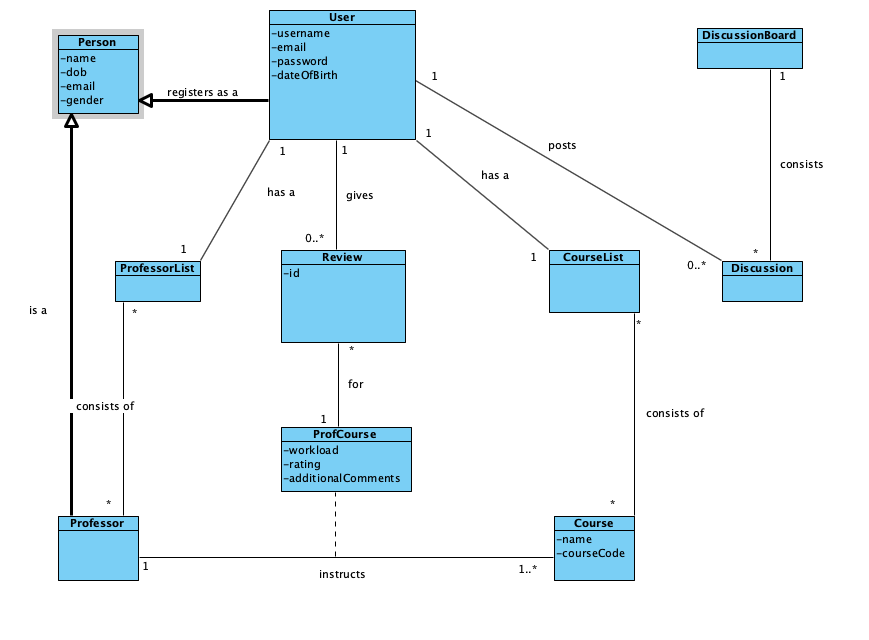 User
-username
-email
-password
-dateOfBirth
Person
-name
-dob
-email
-gender
registers as a
DiscussionBoard
1
1
posts
consists
1
has a
1
1
gives
0..*
1
has a
1
*
0..*
ProfessorList
Review
-id
CourseList
Discussion
*
*
*
is a
for
consists of
consists of
1
ProfCourse
-workload
-rating
-additionalComments
*
*
Professor
Course
-name
-courseCode
1
instructs
1..*